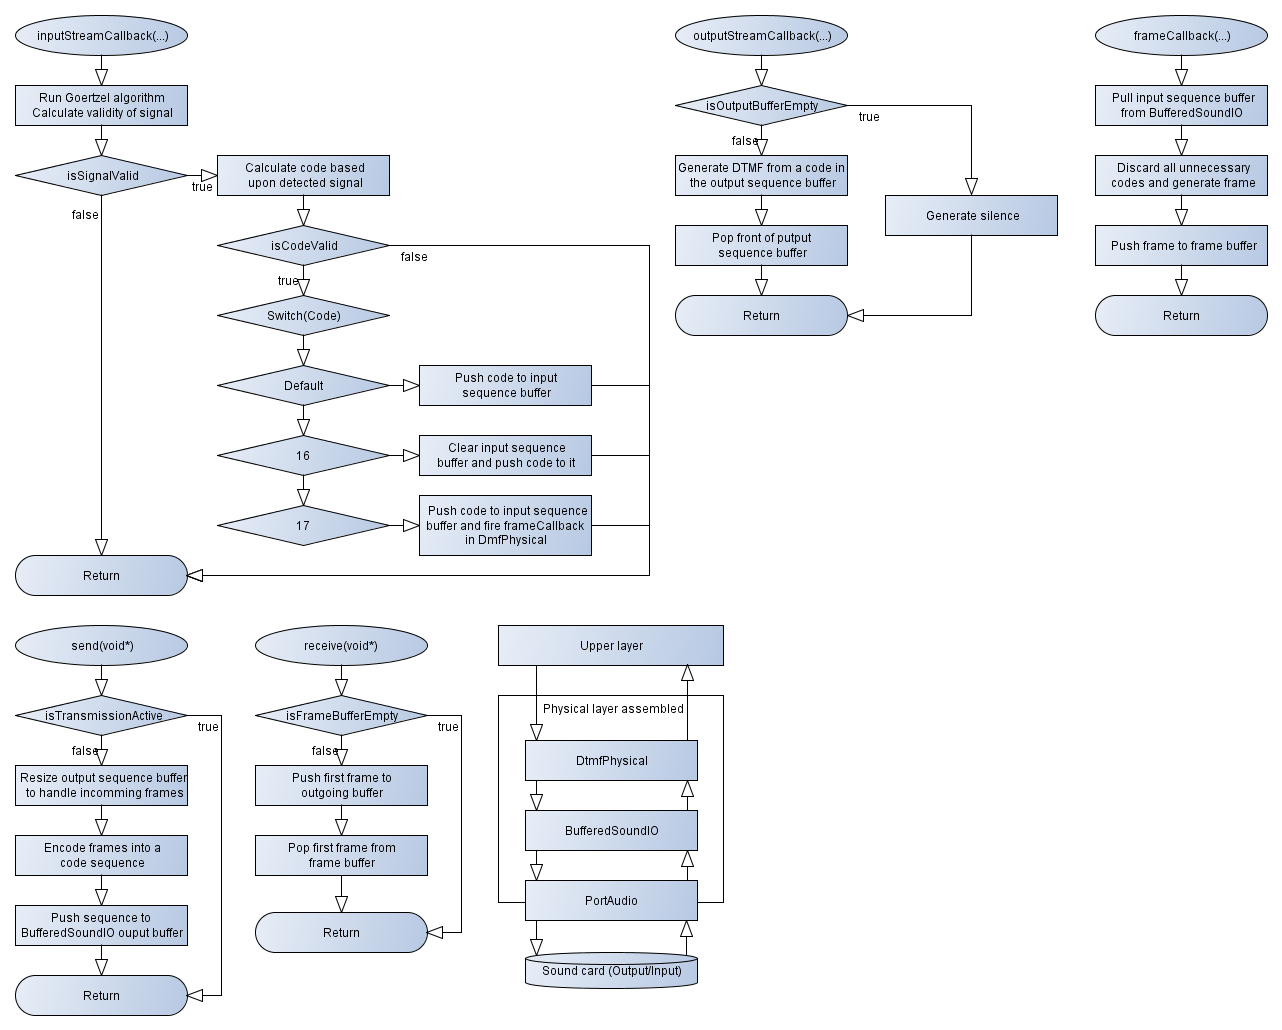 inputStreamCallback(...)
Run Goertzel algorithm
Calculate validity of signal
isSignalValid
true
false
Calculate code based
upon detected signal
isCodeValid
false
true
Switch(Code)
Default
Push code to input
sequence buffer
16
Clear input sequence
buffer and push code to it
17
Push code to input sequence
buffer and fire frameCallback
in DmfPhysical
Return
outputStreamCallback(...)
isOutputBufferEmpty
true
false
Generate DTMF from a code in
the output sequence buffer
Generate silence
Pop front of putput
sequence buffer
Return
frameCallback(...)
Pull input sequence buffer
from BufferedSoundIO
Discard all unnecessary
codes and generate frame
Push frame to frame buffer
Return
send(void*)
isTransmissionActive
true
false
Resize output sequence buffer
to handle incomming frames
Encode frames into a
code sequence
Push sequence to
BufferedSoundIO ouput buffer
Return
receive(void*)
isFrameBufferEmpty
true
false
Push first frame to
outgoing buffer
Pop first frame from
frame buffer
Return
Upper layer
Physical layer assembled
DtmfPhysical
BufferedSoundIO
PortAudio
Sound card (Output/Input)